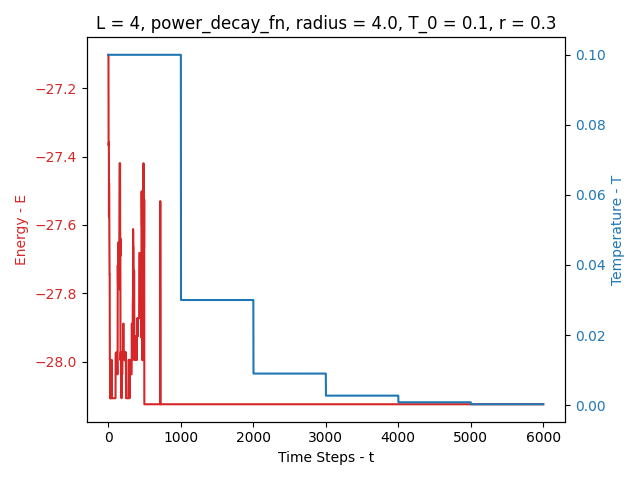 L = 4, power_decay_fn, radius = 4.0, T_0 = 0.1, r = 0.3
Energy - E
−27.2
−27.4
−27.6
−27.8
−28.0
0.10
0.08
0.06
0.04
0.02
0.00
Temperature - T
0 1000 2000 3000 4000 5000 6000
Time Steps - t